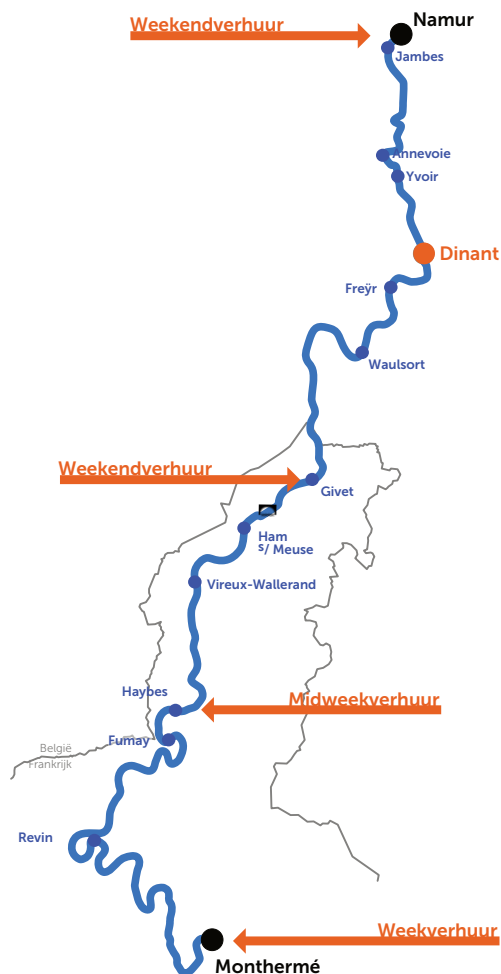 Weekendverhuur
Namur
Jambes
Annevoie
Yvoir
Dinant
Freÿr
Waulsort
Weekendverhuur
Givet
Ham
s/ Meuse
Vireux-Wallerand
Haybes
Midweekverhuur
Fumay
België
Frankrijk
Revin
Weekverhuur
Monthermé